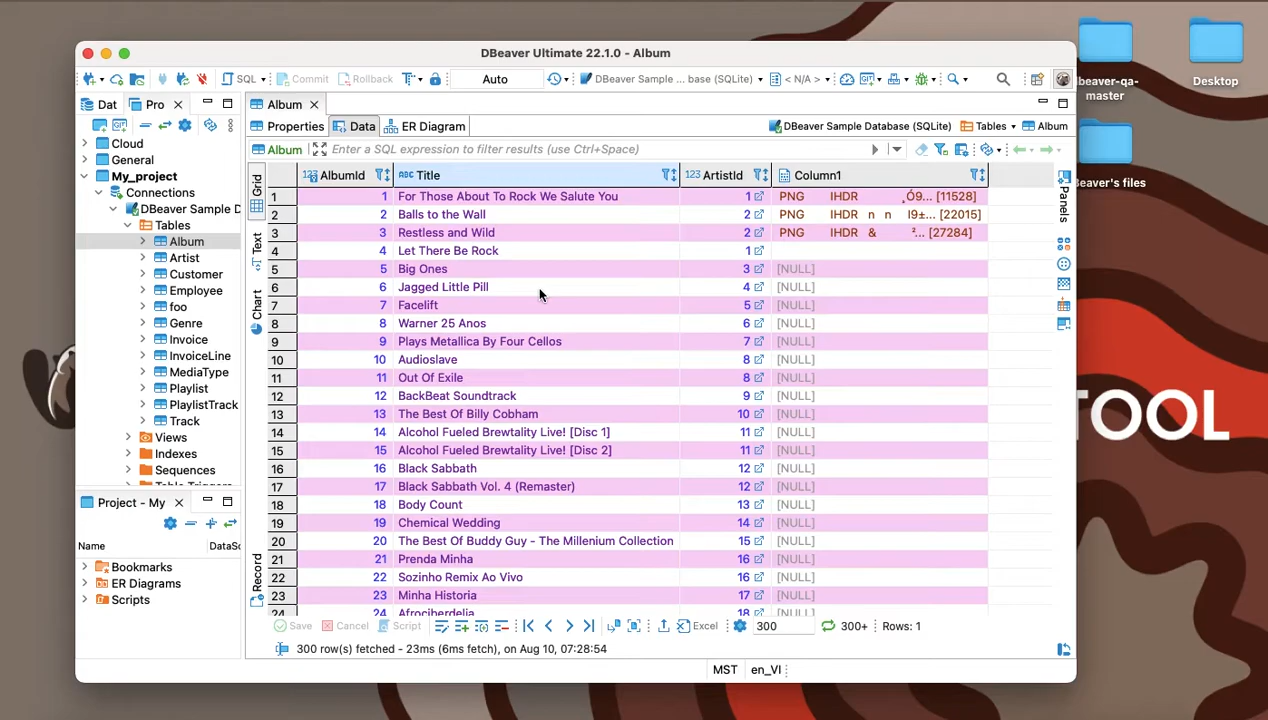 DBeaver Ultimate 22.1.0 - Album
SQL Commit Rollback Auto DBeaver Sample ... base (SQLite) < N/A >
Dat Pro
Album
Properties Data ER Diagram DBeaver Sample Database (SQLite) Tables Album
Album Enter a SQL expression to filter results (use Ctrl+Space)
Cloud
General
My_project
Connections
DBeaver Sample D
Tables
Album
Artist
Customer
Employee
foo
Genre
Invoice
InvoiceLine
MediaType
Playlist
PlaylistTrack
Track
Views
Indexes
Sequences
Table Triggers
Project - My
Name DataSc
Bookmarks
ER Diagrams
Scripts
Grid
Text
Chart
Record
123 AlbumId ABC Title 123 ArtistId Column1
1 1 For Those About To Rock We Salute You 1 PNG IHDR ¸Ó9... [11528]
2 2 Balls to the Wall 2 PNG IHDR n n I9±... [22015]
3 3 Restless and Wild 2 PNG IHDR & ²... [27284]
4 4 Let There Be Rock 1
5 5 Big Ones 3 [NULL]
6 6 Jagged Little Pill 4 [NULL]
7 7 Facelift 5 [NULL]
8 8 Warner 25 Anos 6 [NULL]
9 9 Plays Metallica By Four Cellos 7 [NULL]
10 10 Audioslave 8 [NULL]
11 11 Out Of Exile 8 [NULL]
12 12 BackBeat Soundtrack 9 [NULL]
13 13 The Best Of Billy Cobham 10 [NULL]
14 14 Alcohol Fueled Brewtality Live! [Disc 1] 11 [NULL]
15 15 Alcohol Fueled Brewtality Live! [Disc 2] 11 [NULL]
16 16 Black Sabbath 12 [NULL]
17 17 Black Sabbath Vol. 4 (Remaster) 12 [NULL]
18 18 Body Count 13 [NULL]
19 19 Chemical Wedding 14 [NULL]
20 20 The Best Of Buddy Guy - The Millenium Collection 15 [NULL]
21 21 Prenda Minha 16 [NULL]
22 22 Sozinho Remix Ao Vivo 16 [NULL]
23 23 Minha Historia 17 [NULL]
24 24 Afrociberdelia 18 [NULL]
Panels
Save Cancel Script Excel 300 300+ Rows: 1
300 row(s) fetched - 23ms (6ms fetch), on Aug 10, 07:28:54
MST en_VI
beaver-qa-
master
Desktop
Beaver's files
TOOL